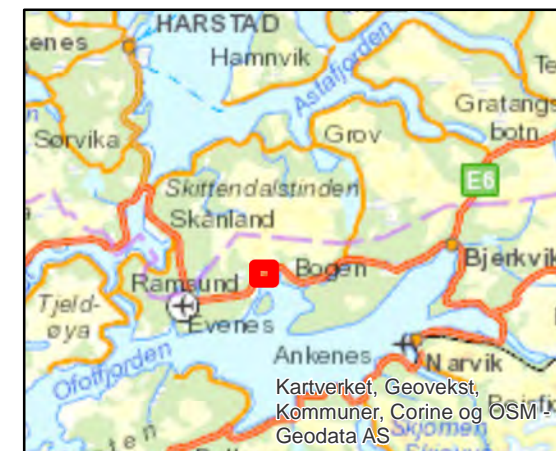 HARSTAD
kenes
Hamnvik
Astafjorden
Te
Gratangs
botn
Grov
Sørvika
E6
Skittendalstinden
Skånland
Bjerkvik
Bogen
Ramsund
Tjeld-
øya
Evenes
Ankenes
Narvik
Ofotfjorden
Kartverket, Geovekst,
Kommuner, Corine og OSM -
Geodata AS
Skjomen